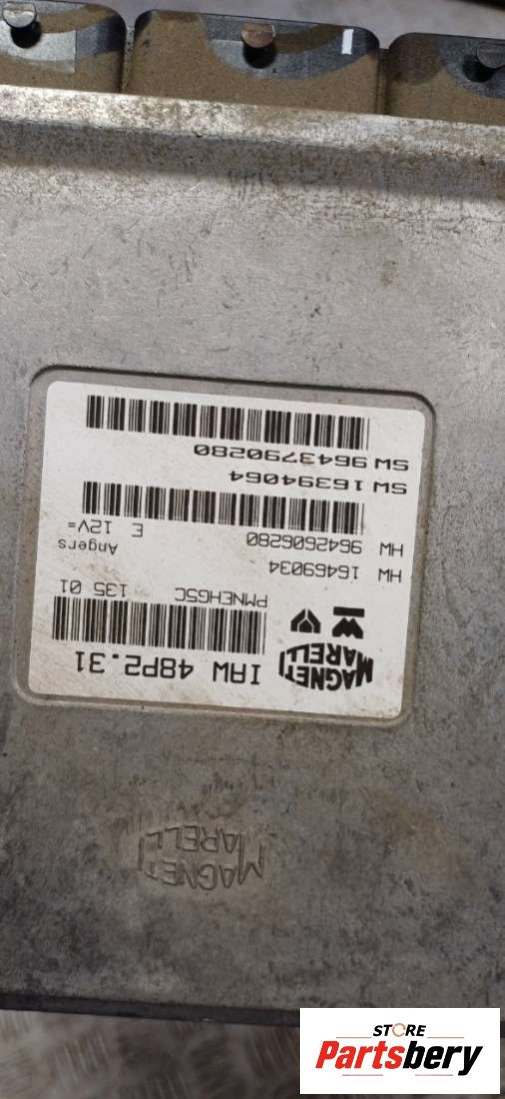 MAGNETI
MARELLI
IAW 48P2.31
PMNEHG5C 135 01
HW 16469034 Angers
HW 9642606280 E 12V=
SW 16394064
SW 9643790280
MAGNETI
MARELLI
STORE
Partsbery